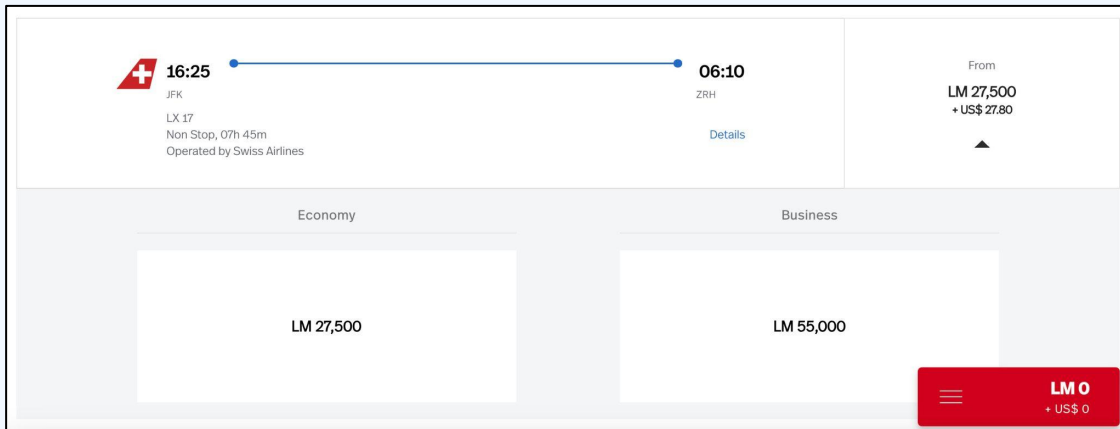 16:25
06:10
JFK
ZRH
LX 17
Non Stop, 07h 45m
Details
Operated by Swiss Airlines
From
LM 27,500
+ US$ 27.80
Economy
Business
LM 27,500
LM 55,000
LM 0
+ US$ 0